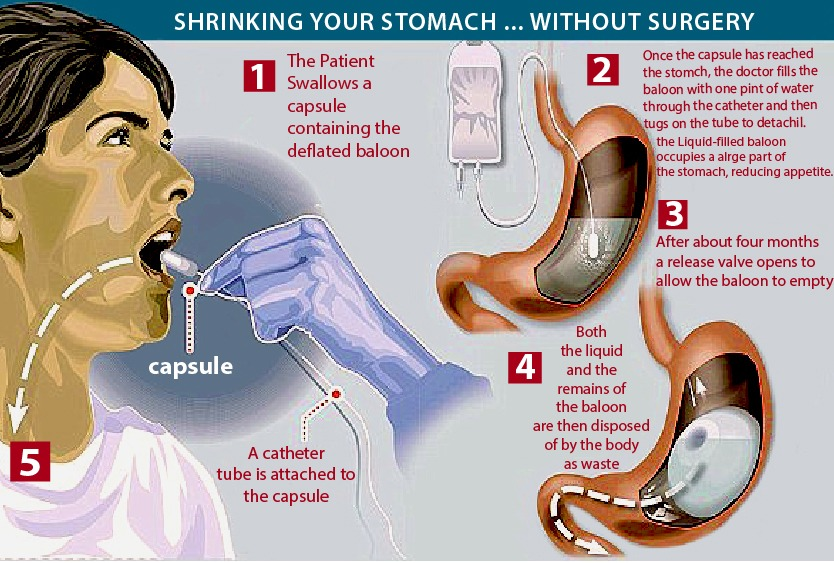 SHRINKING YOUR STOMACH ... WITHOUT SURGERY
1
The Patient
Swallows a
capsule
containing the
deflated baloon
2
Once the capsule has reached
the stomch, the doctor fills the
baloon with one pint of water
through the catheter and then
tugs on the tube to detachil.
the Liquid-filled baloon
occupies a alrge part of
the stomach, reducing appetite.
3
After about four months
a release valve opens to
allow the baloon to empty
capsule
4
Both
the liquid
and the
remains of
the baloon
are then disposed
of by the body
as waste
5
A catheter
tube is attached to
the capsule